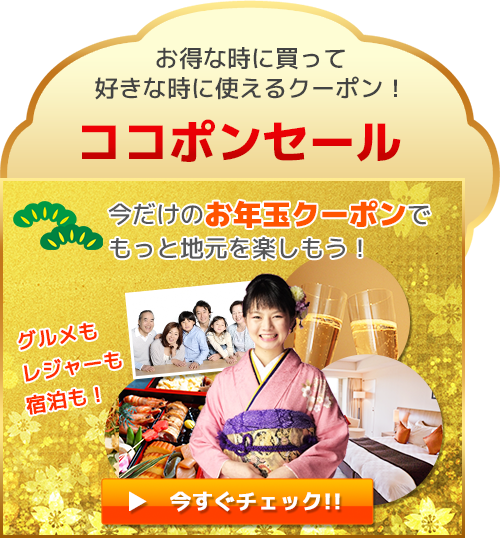 お得な時に買って
好きな時に使えるクーポン！
ココポンセール
今だけのお年玉クーポンで
もっと地元を楽しもう！
グルメも
レジャーも
宿泊も！
▶ 今すぐチェック!!